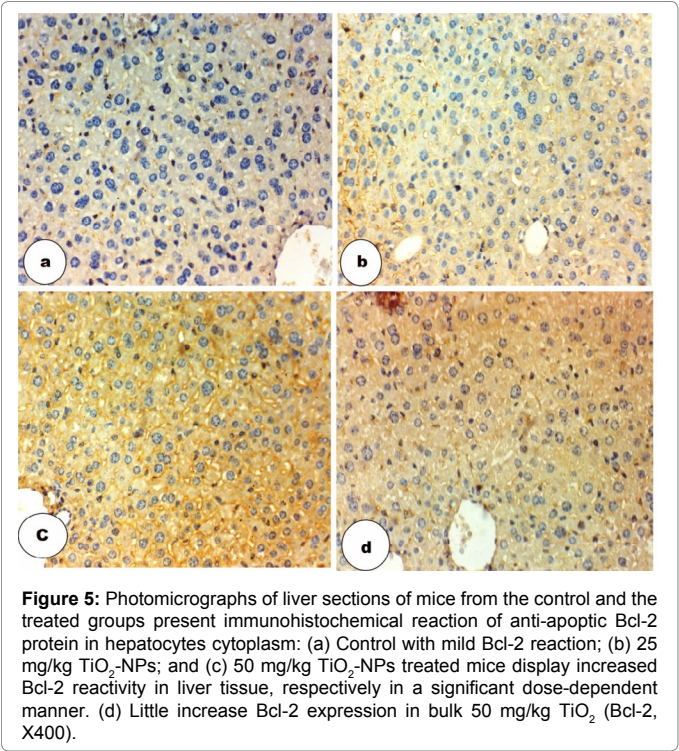 a
b
c
d
Figure 5: Photomicrographs of liver sections of mice from the control and the
treated groups present immunohistochemical reaction of anti-apoptic Bcl-2
protein in hepatocytes cytoplasm: (a) Control with mild Bcl-2 reaction; (b) 25
mg/kg TiO₂-NPs; and (c) 50 mg/kg TiO₂-NPs treated mice display increased
Bcl-2 reactivity in liver tissue, respectively in a significant dose-dependent
manner. (d) Little increase Bcl-2 expression in bulk 50 mg/kg TiO₂ (Bcl-2,
X400).